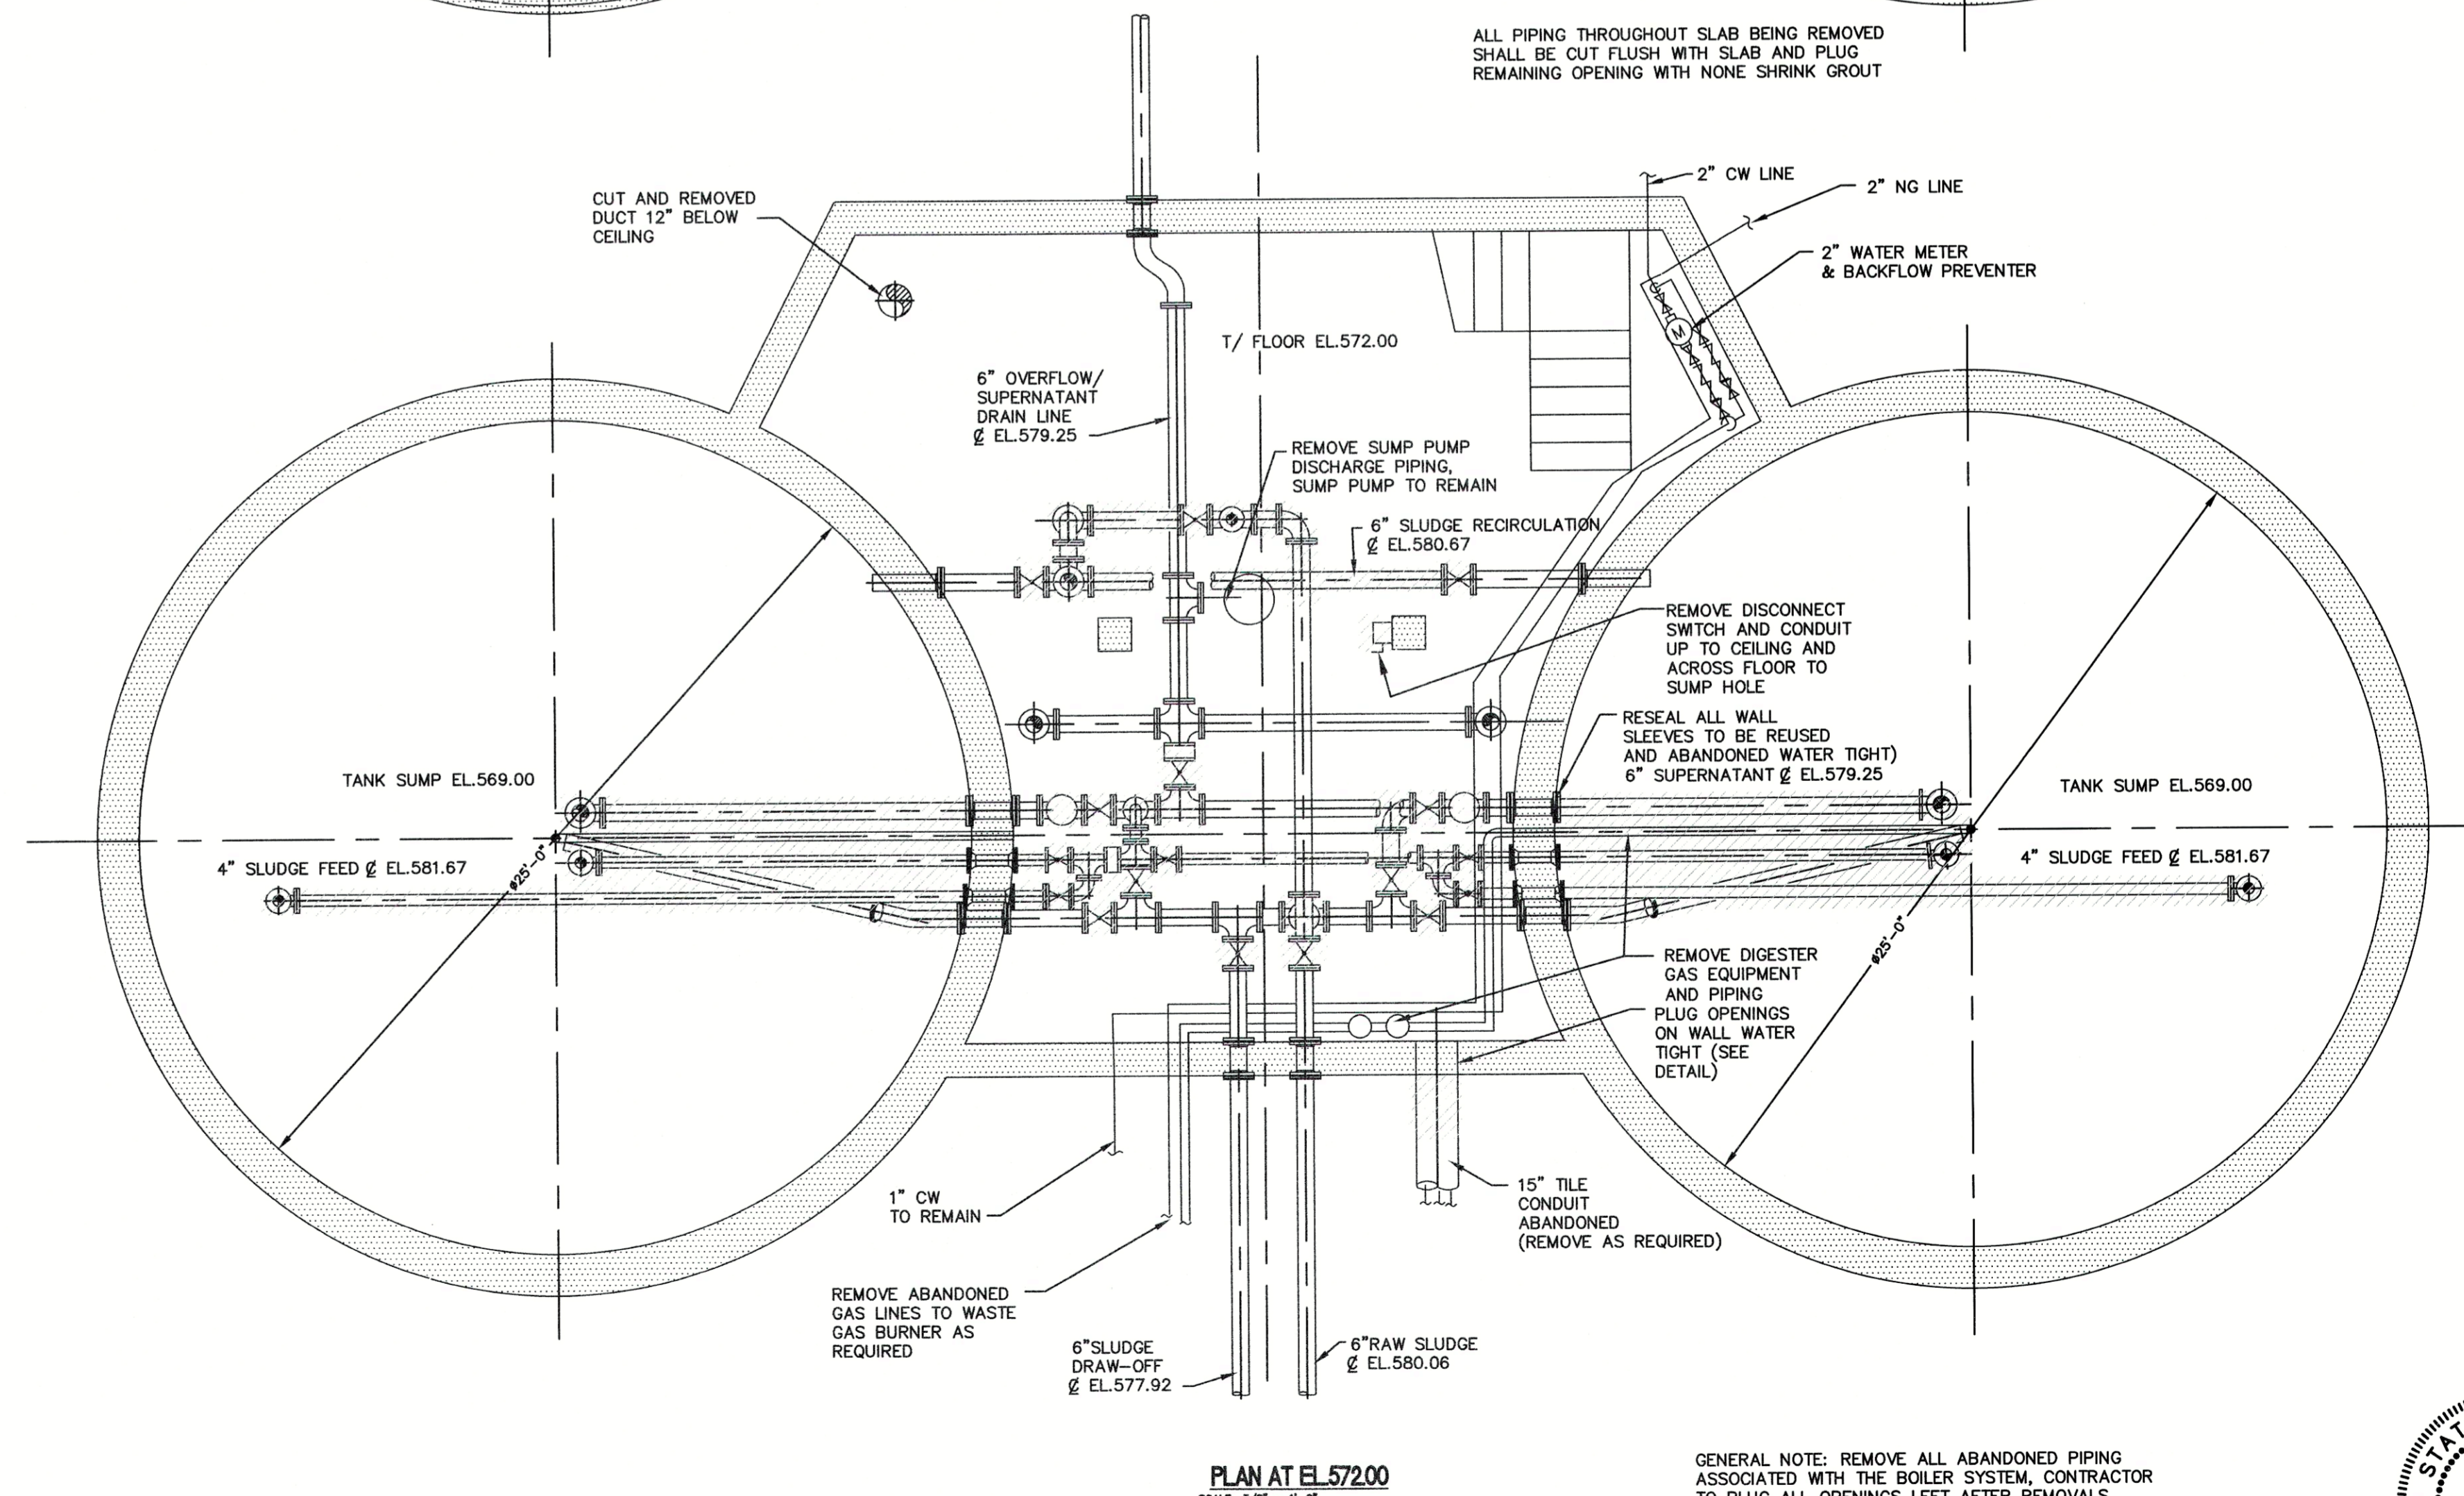 ALL PIPING THROUGHOUT SLAB BEING REMOVED
SHALL BE CUT FLUSH WITH SLAB AND PLUG
REMAINING OPENING WITH NONE SHRINK GROUT
2" CW LINE
2" NG LINE
CUT AND REMOVED
DUCT 12" BELOW
CEILING
2" WATER METER
& BACKFLOW PREVENTER
M
T/ FLOOR EL.572.00
6" OVERFLOW/
SUPERNATANT
DRAIN LINE
℄ EL.579.25
REMOVE SUMP PUMP
DISCHARGE PIPING,
SUMP PUMP TO REMAIN
6" SLUDGE RECIRCULATION
℄ EL.580.67
REMOVE DISCONNECT
SWITCH AND CONDUIT
UP TO CEILING AND
ACROSS FLOOR TO
SUMP HOLE
RESEAL ALL WALL
SLEEVES TO BE REUSED
AND ABANDONED WATER TIGHT)
6" SUPERNATANT ℄ EL.579.25
TANK SUMP EL.569.00
TANK SUMP EL.569.00
4" SLUDGE FEED ℄ EL.581.67
4" SLUDGE FEED ℄ EL.581.67
ø25'-0"
ø25'-0"
REMOVE DIGESTER
GAS EQUIPMENT
AND PIPING
PLUG OPENINGS
ON WALL WATER
TIGHT (SEE
DETAIL)
1" CW
TO REMAIN
15" TILE
CONDUIT
ABANDONED
(REMOVE AS REQUIRED)
REMOVE ABANDONED
GAS LINES TO WASTE
GAS BURNER AS
REQUIRED
6"SLUDGE
DRAW-OFF
℄ EL.577.92
6"RAW SLUDGE
℄ EL.580.06
PLAN AT EL.572.00
GENERAL NOTE: REMOVE ALL ABANDONED PIPING
ASSOCIATED WITH THE BOILER SYSTEM, CONTRACTOR
TO PLUG ALL OPENINGS LEFT AFTER REMOVALS
STAT